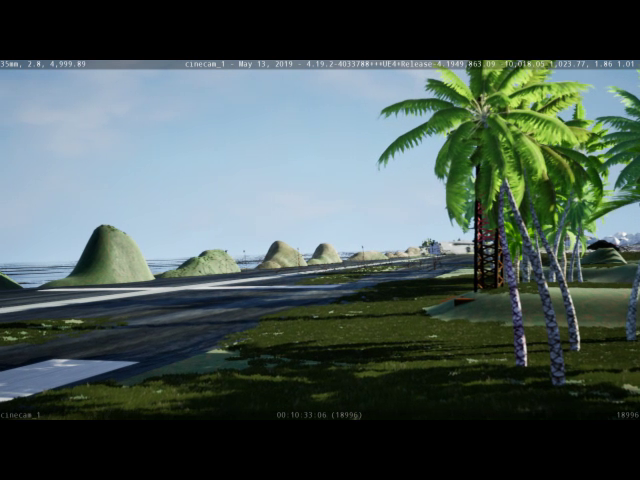 35mm, 2.8, 4,999.89
cinecam_1 - May 13, 2019 - 4.19.2-4033788+++UE4+Release-4.19
cinecam_1
00:10:33:06 (18996)
18996